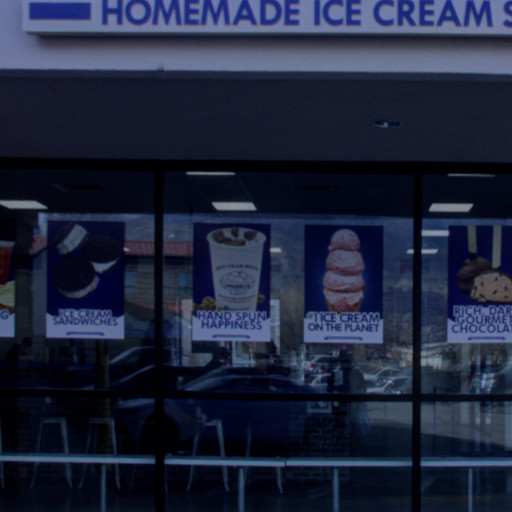 HOMEMADE ICE CREAM S
G
ICE CREAM
SANDWICHES
HAND SPUN
HAPPINESS
#1 ICE CREAM
ON THE PLANET
RICH, DAR
GOURME
CHOCOLA